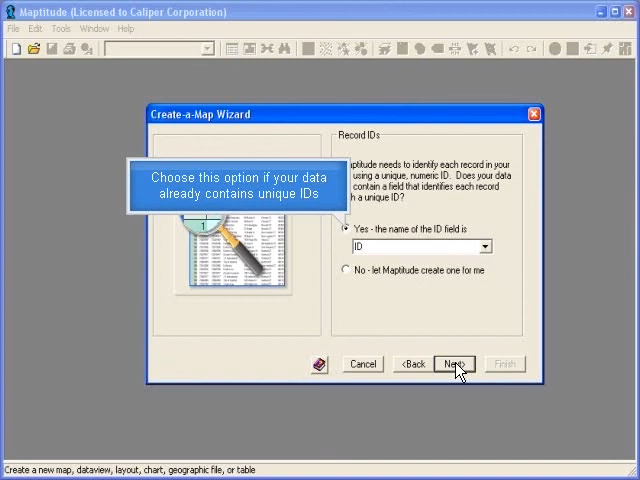 Maptitude (Licensed to Caliper Corporation)
File Edit Tools Window Help
Create-a-Map Wizard
Record IDs
Choose this option if your data
already contains unique IDs
needs to identify each record in your
using a unique, numeric ID. Does your
contain a field that identifies each record
a unique ID?
1
Yes - the name of the ID field is
ID
No - let Maptitude create one for me
Cancel <Back Next> Finish
Create a new map, dataview, layout, chart, geographic file, or table